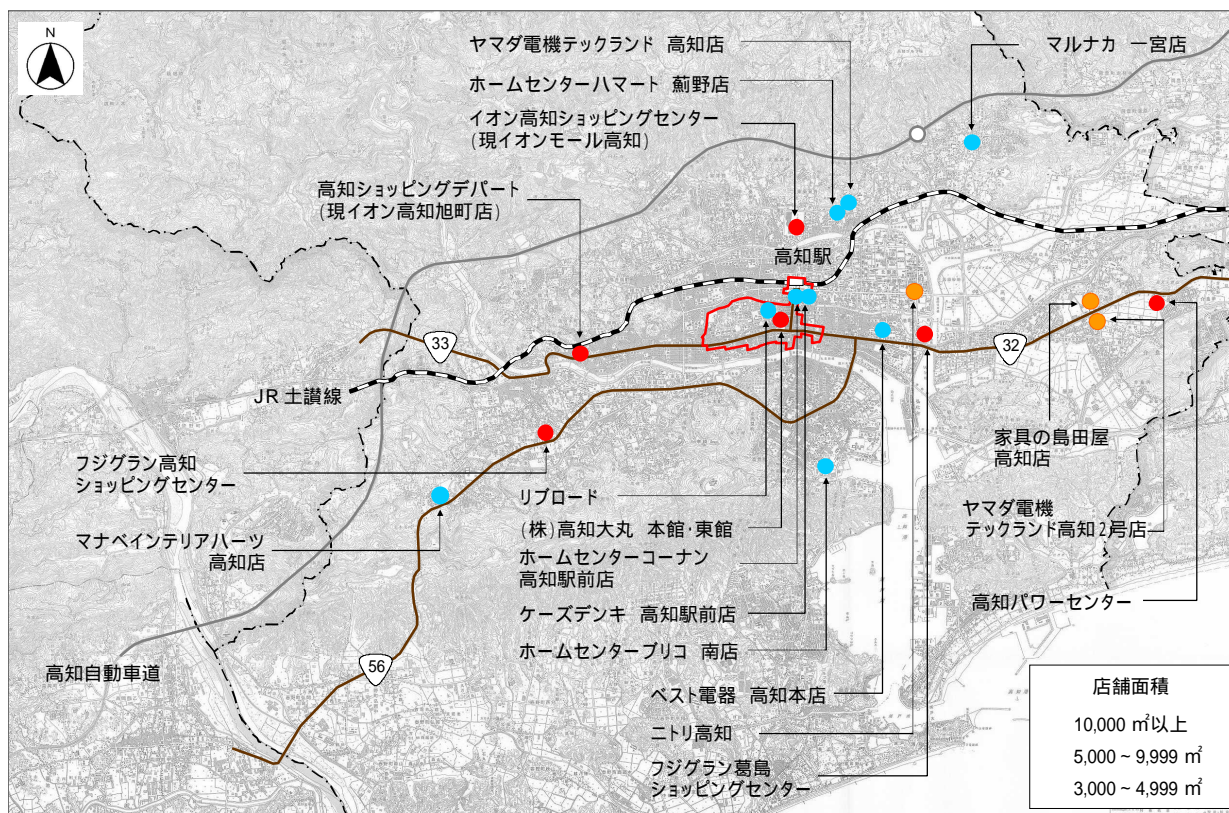 N
ヤマダ電機テックランド 高知店
マルナカ 一宮店
ホームセンターハマート 薊野店
イオン高知ショッピングセンター
(現イオンモール高知)
高知ショッピングデパート
(現イオン高知旭町店)
高知駅
33
32
JR 土讃線
家具の島田屋
高知店
フジグラン高知
ショッピングセンター
リブロード
ヤマダ電機
テックランド高知2号店
(株)高知大丸 本館・東館
マナベインテリアハーツ
高知店
ホームセンターコーナン
高知駅前店
高知パワーセンター
ケーズデンキ 高知駅前店
ホームセンターブリコ 南店
高知自動車道
56
ベスト電器 高知本店
ニトリ高知
フジグラン葛島
ショッピングセンター
店舗面積
10,000 ㎡以上
5,000 ~ 9,999 ㎡
3,000 ~ 4,999 ㎡